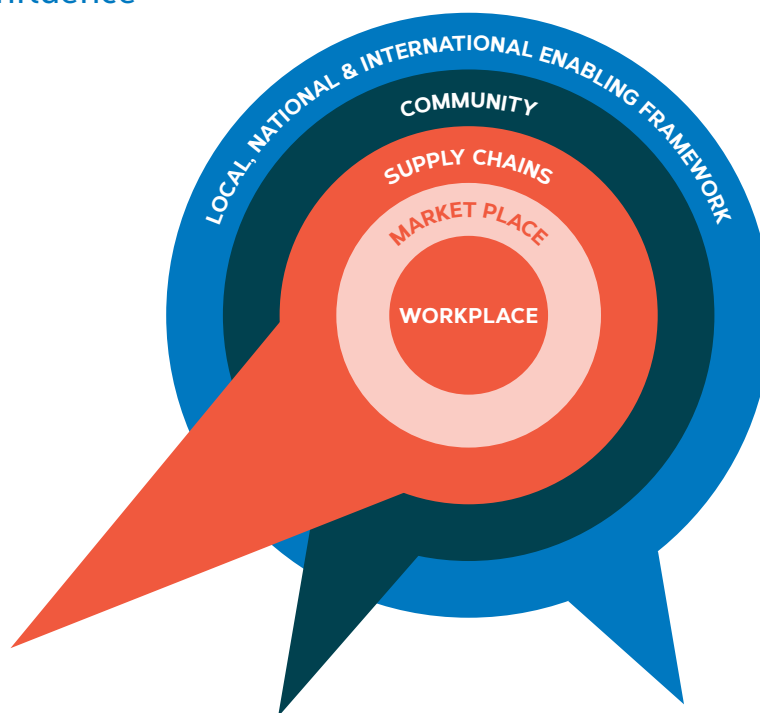 LOCAL, NATIONAL & INTERNATIONAL ENABLING FRAMEWORK
COMMUNITY
SUPPLY CHAINS
MARKET PLACE
WORKPLACE